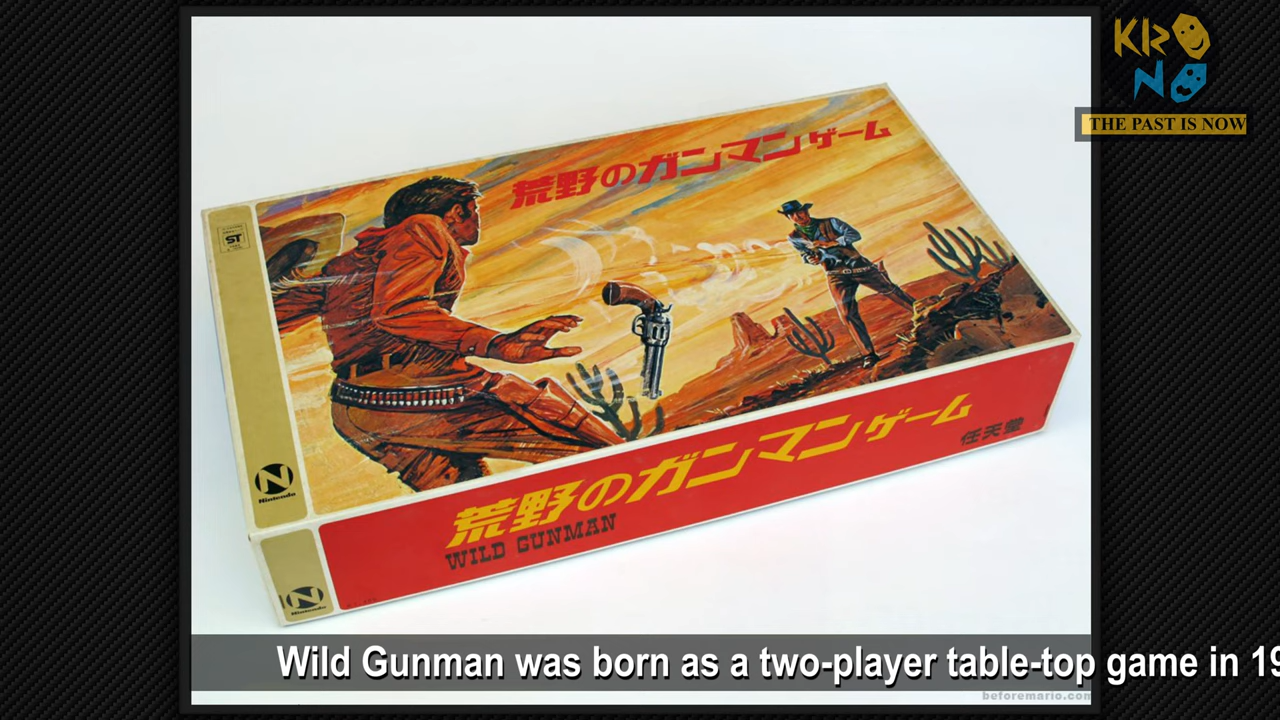 KRONO
THE PAST IS NOW
荒野のガンマンゲーム
ST
Nintendo
荒野のガンマンゲーム
WILD GUNMAN
任天堂
Nintendo
Wild Gunman was born as a two-player table-top game in 19
beforemario.com